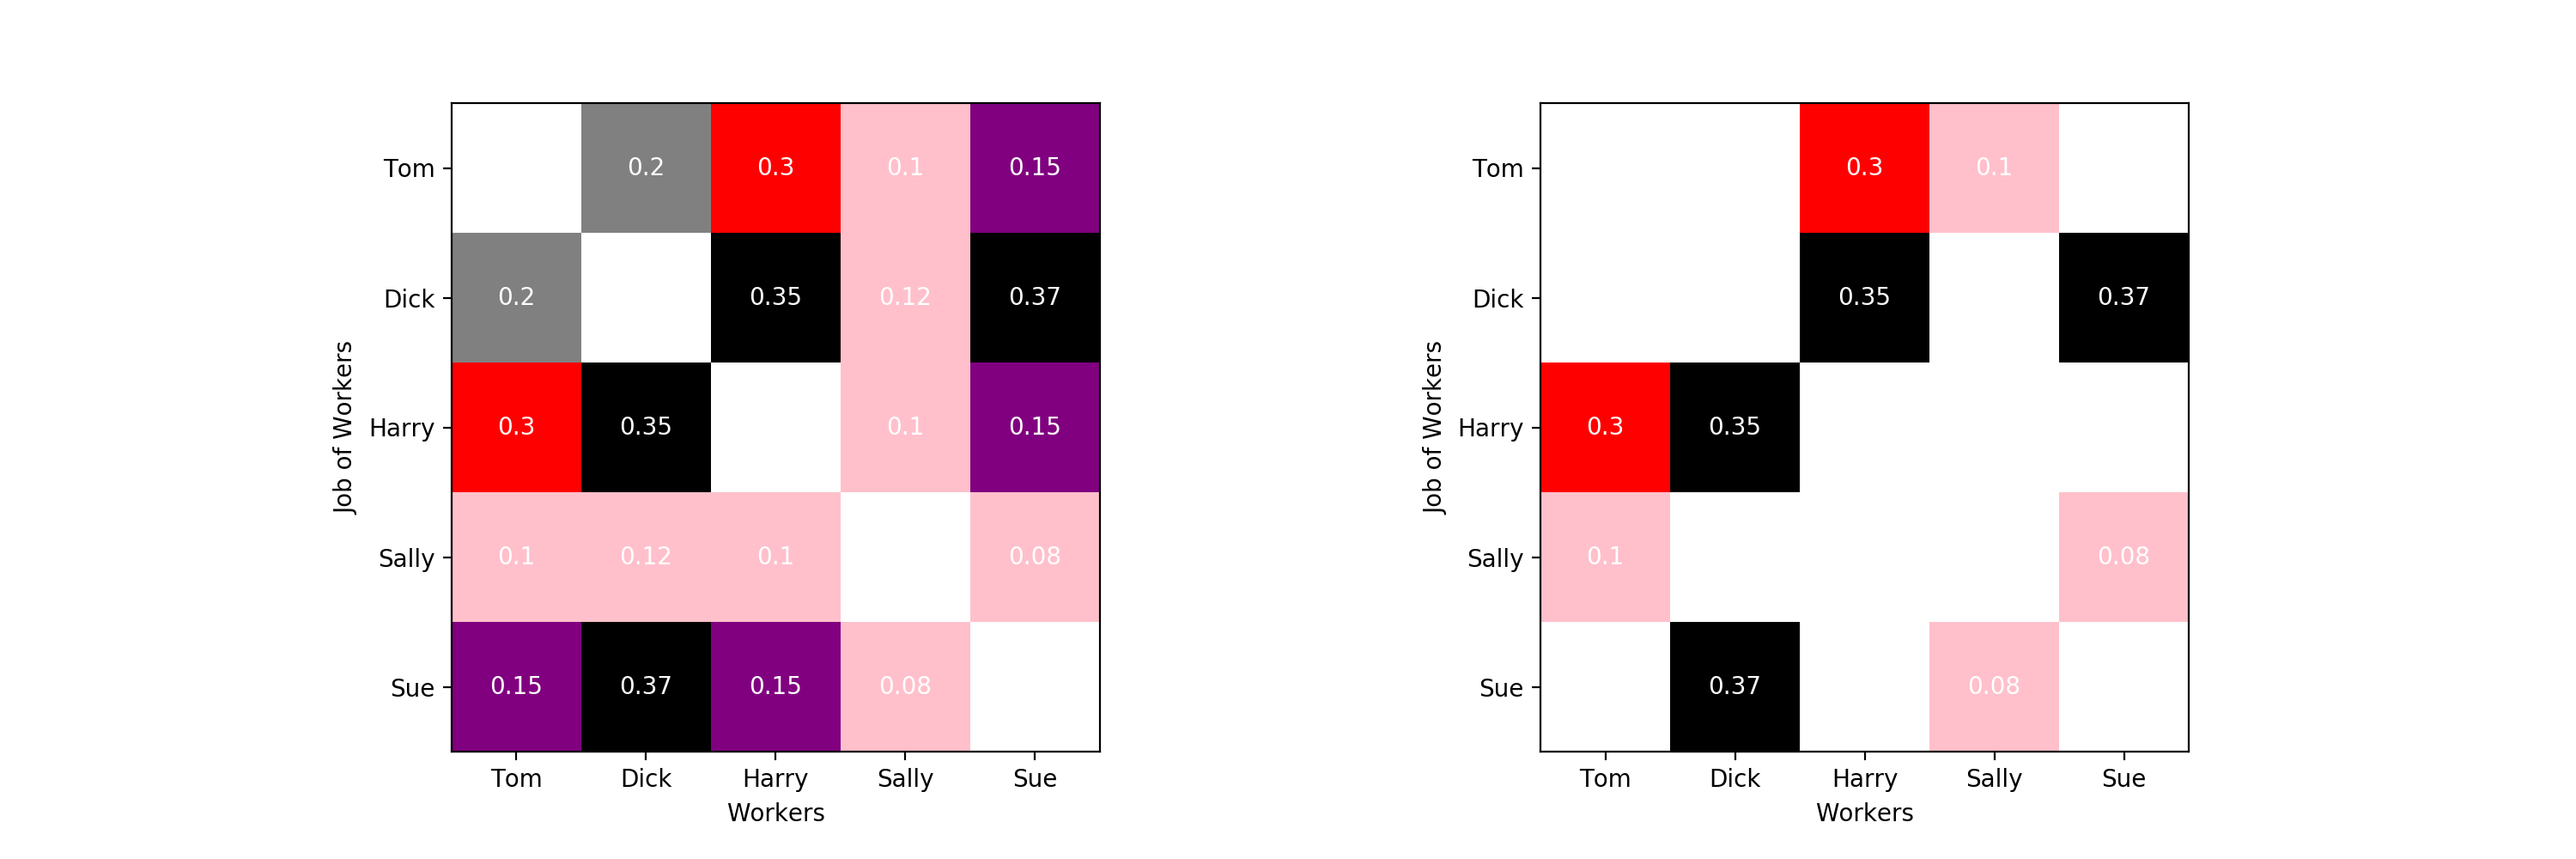 Job of Workers
Tom 0.2 0.3 0.1 0.15
Dick 0.2 0.35 0.12 0.37
Harry 0.3 0.35 0.1 0.15
Sally 0.1 0.12 0.1 0.08
Sue 0.15 0.37 0.15 0.08
Tom Dick Harry Sally Sue
Workers
Job of Workers
Tom 0.3 0.1
Dick 0.35 0.37
Harry 0.3 0.35
Sally 0.1 0.08
Sue 0.37 0.08
Tom Dick Harry Sally Sue
Workers